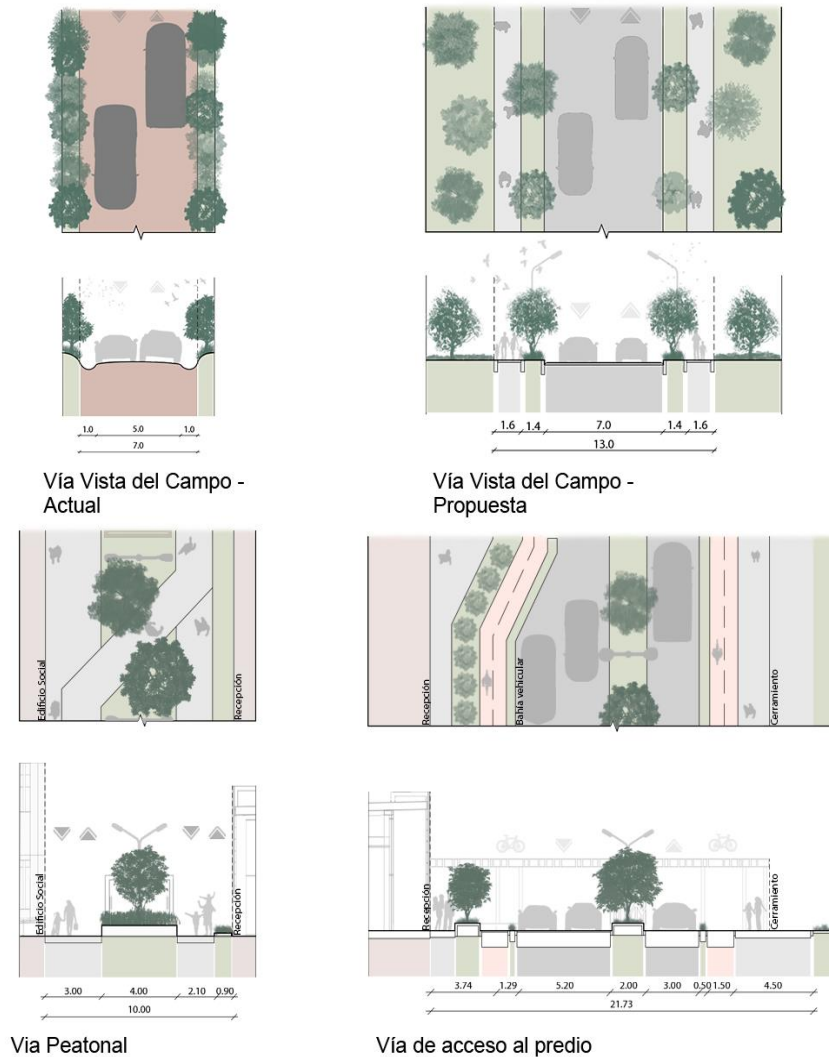 1.0 5.0 1.0
7.0
Vía Vista del Campo -
Actual
1.6 1.4 7.0 1.4 1.6
13.0
Vía Vista del Campo -
Propuesta
Edificio Social
Recepción
Edificio Social
Recepción
3.00 4.00 2.10 0.90
10.00
Via Peatonal
Recepción
Bahía vehicular
Cerramiento
Recepción
Cerramiento
3.74 1.29 5.20 2.00 3.00 0.50 1.50 4.50
21.73
Vía de acceso al predio